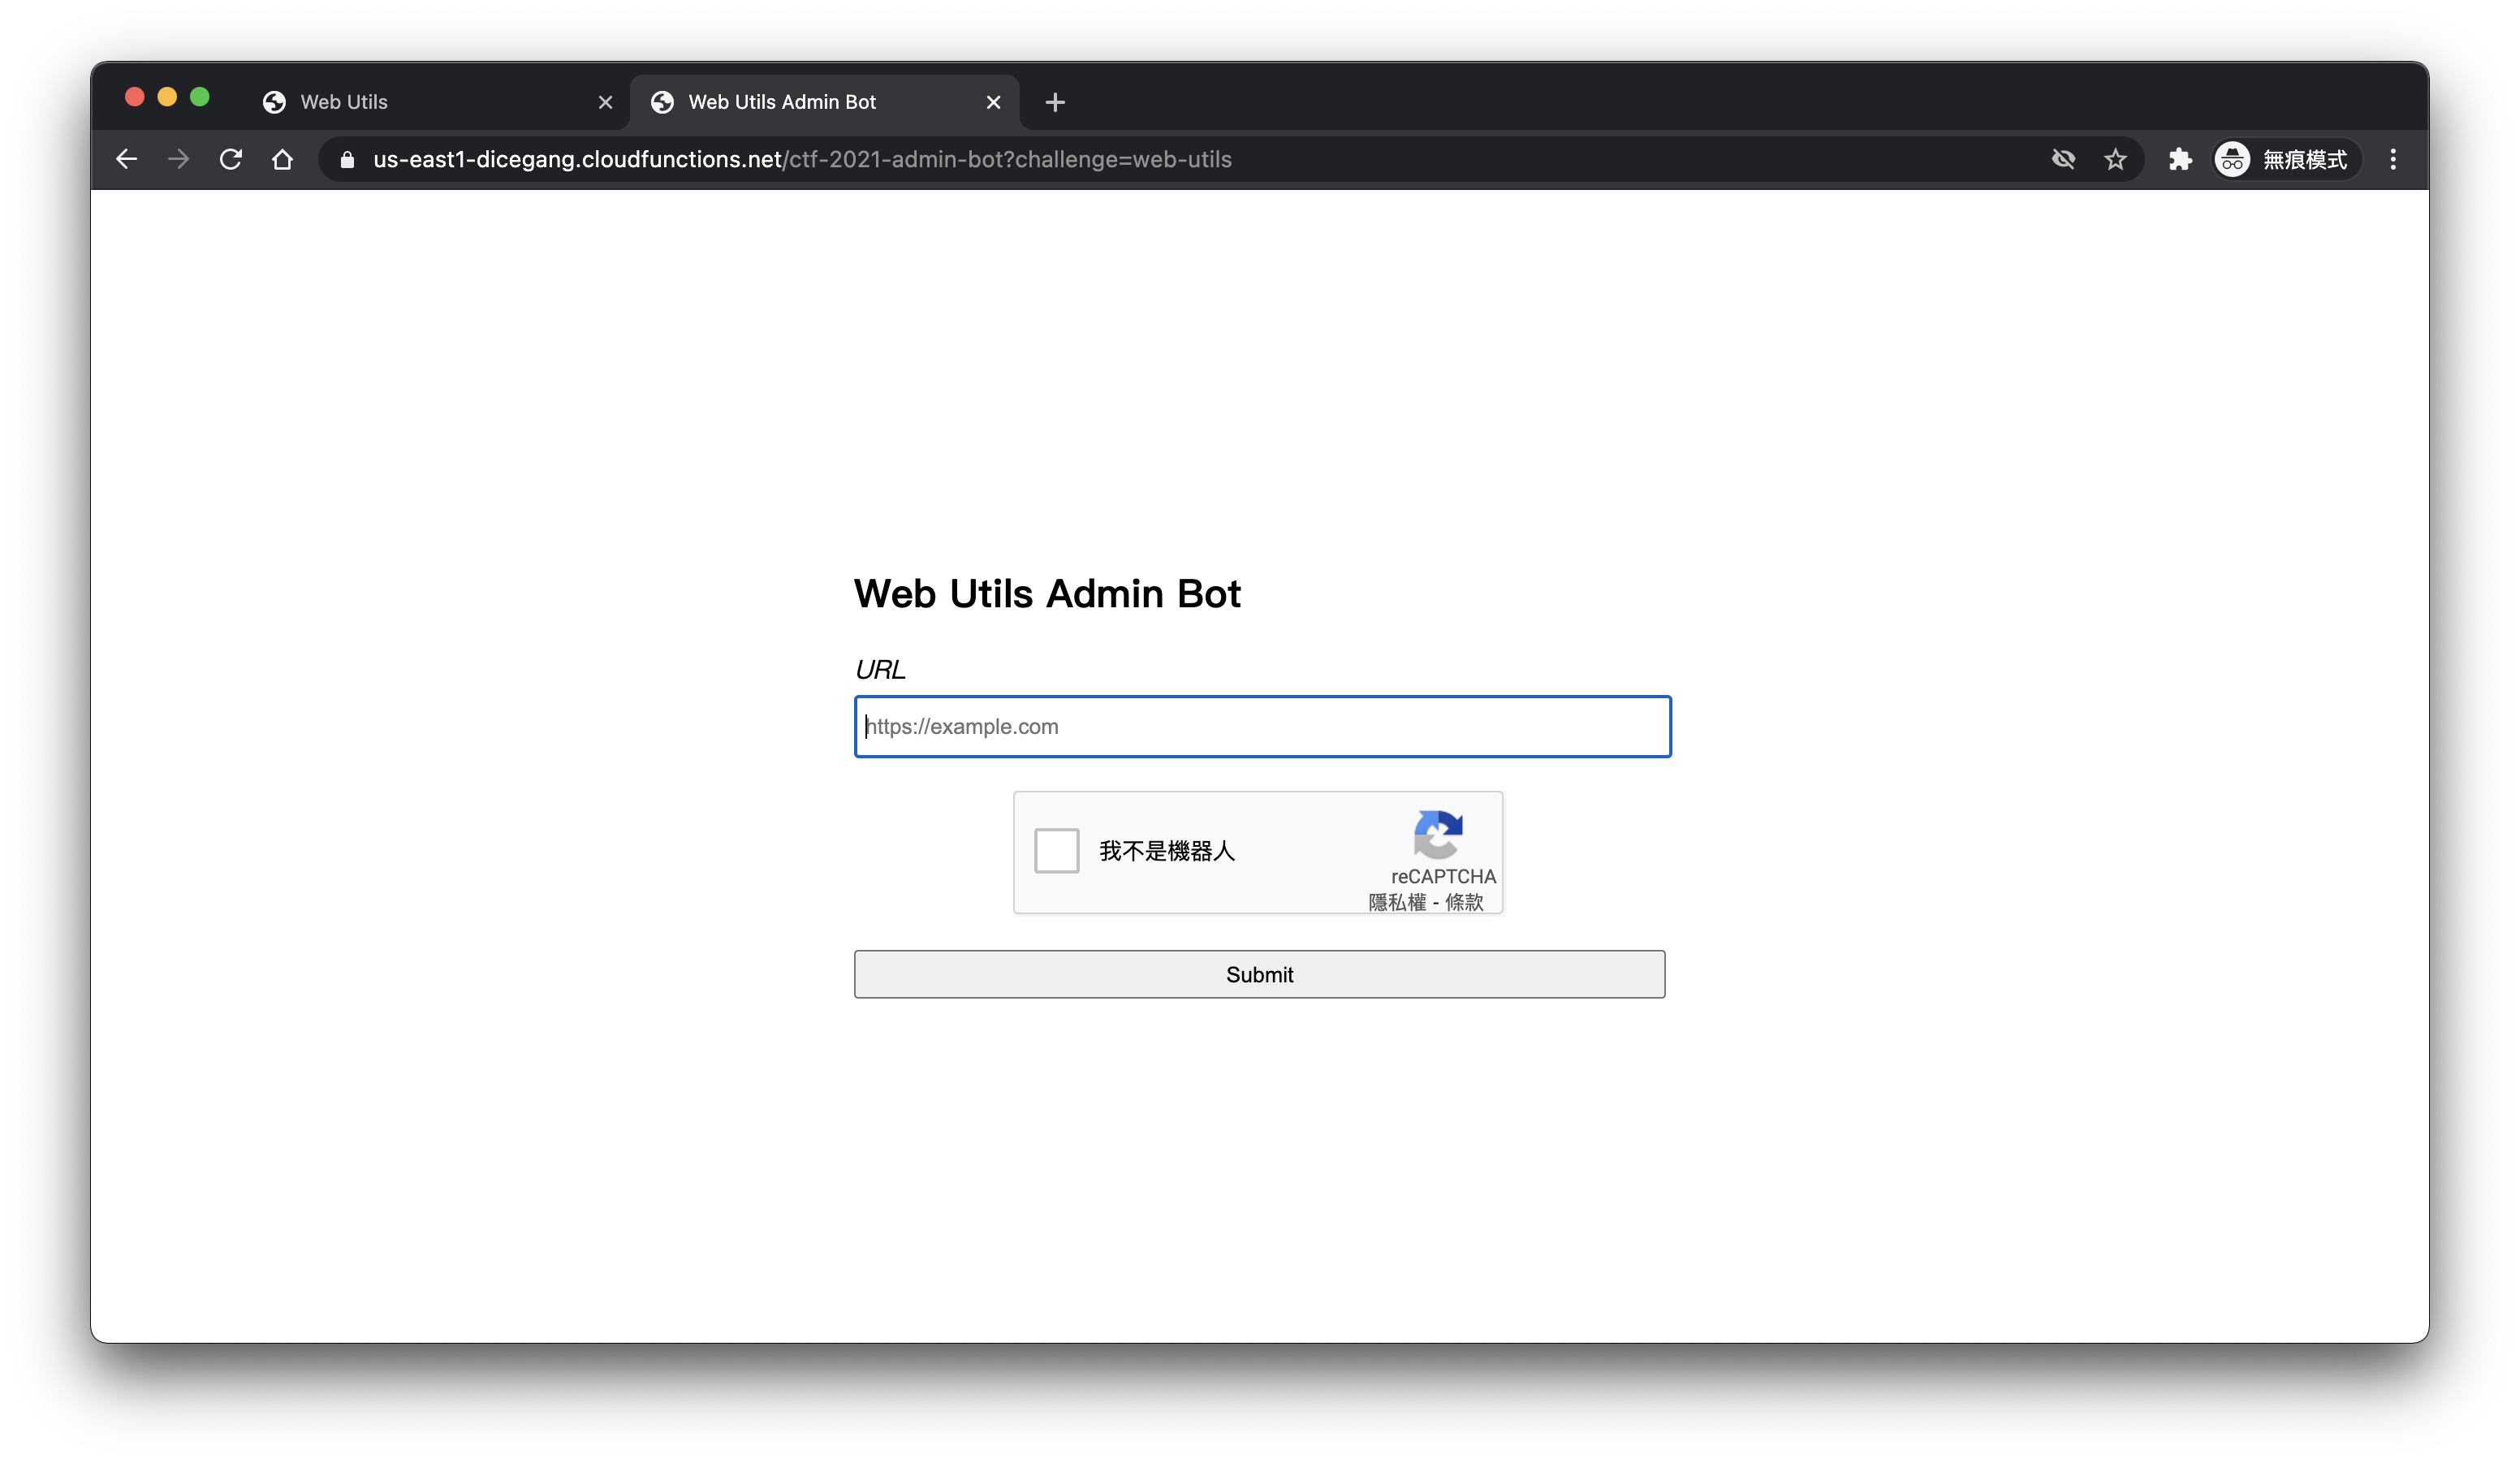 Web Utils
Web Utils Admin Bot
us-east1-dicegang.cloudfunctions.net/ctf-2021-admin-bot?challenge=web-utils
無痕模式
Web Utils Admin Bot
URL
https://example.com
我不是機器人
reCAPTCHA
隱私權 - 條款
Submit